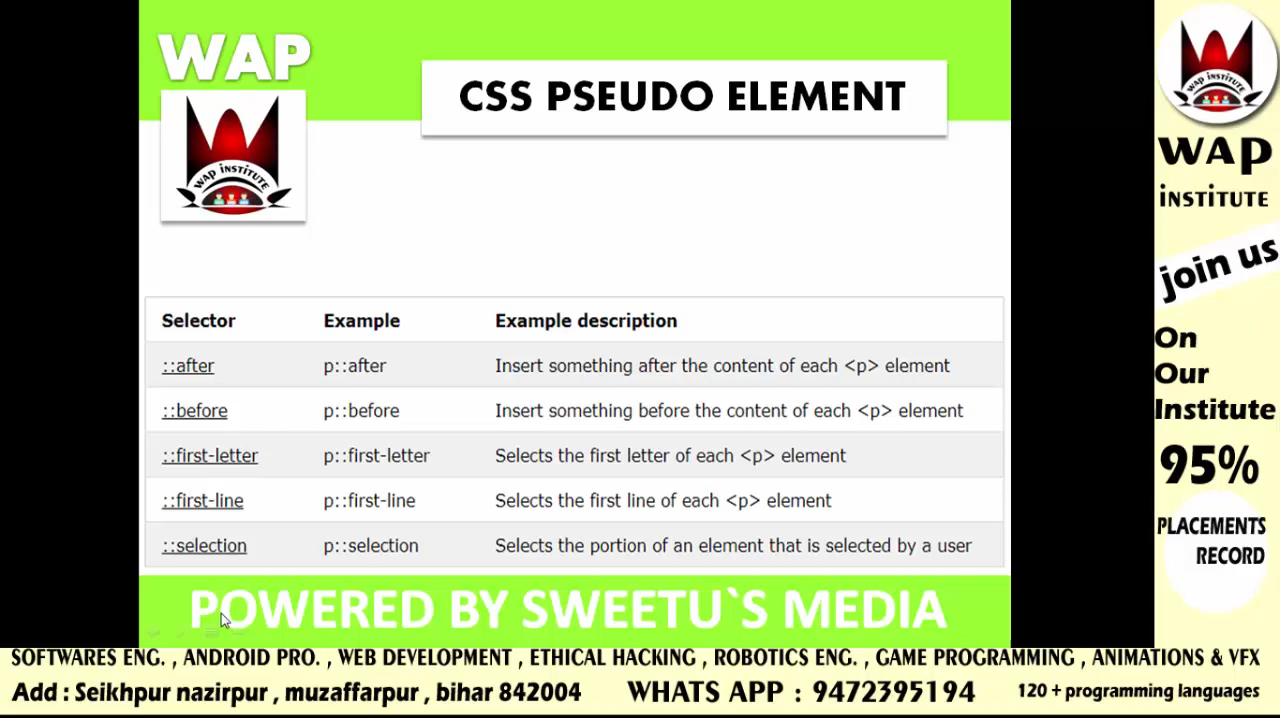 WAP
CSS PSEUDO ELEMENT
WAP INSTITUTE
Selector Example Example description
::after p::after Insert something after the content of each <p> element
::before p::before Insert something before the content of each <p> element
::first-letter p::first-letter Selects the first letter of each <p> element
::first-line p::first-line Selects the first line of each <p> element
::selection p::selection Selects the portion of an element that is selected by a user
POWERED BY SWEETU`S MEDIA
WAP INSTITUTE
WAP
INSTITUTE
join us
On
Our
Institute
95%
PLACEMENTS
RECORD
SOFTWARES ENG. , ANDROID PRO. , WEB DEVELOPMENT , ETHICAL HACKING , ROBOTICS ENG. , GAME PROGRAMMING , ANIMATIONS & VFX
Add : Seikhpur nazirpur , muzaffarpur , bihar 842004 WHATS APP : 9472395194 120 + programming languages